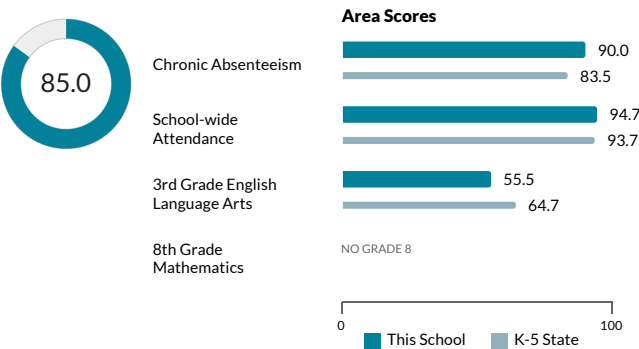 Area Scores
85.0
Chronic Absenteeism
90.0
83.5
School-wide
Attendance
94.7
93.7
3rd Grade English
Language Arts
55.5
64.7
8th Grade
Mathematics
NO GRADE 8
0
100
This School
K-5 State